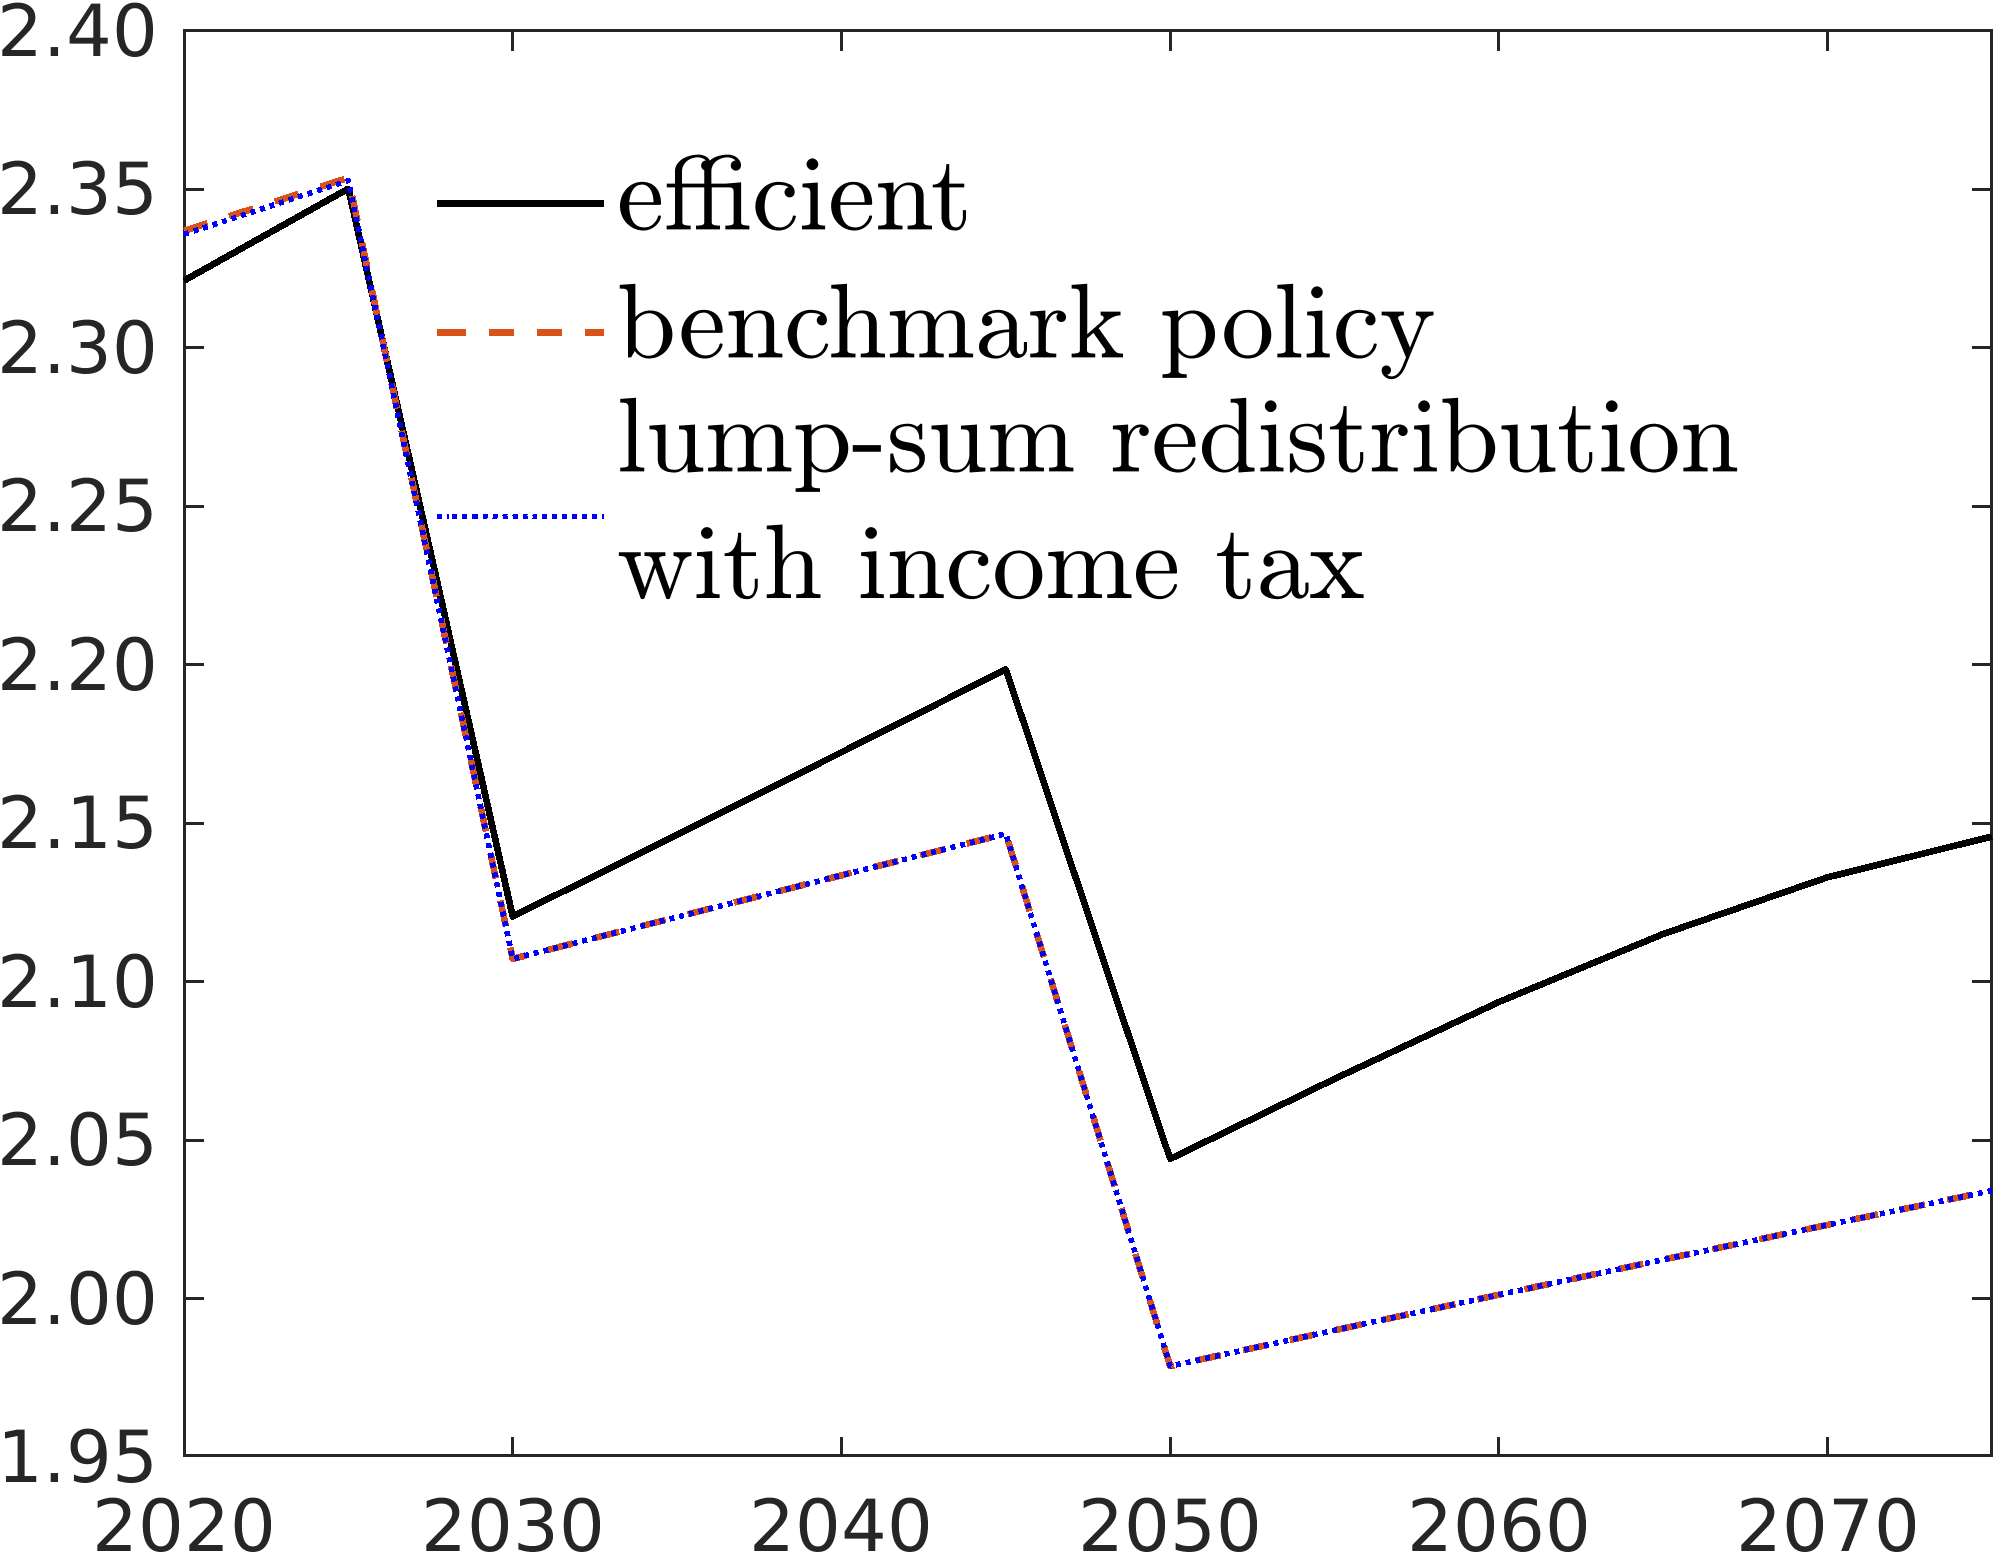 2.40
2.35
2.30
2.25
2.20
2.15
2.10
2.05
2.00
1.95
efficient
benchmark policy
lump-sum redistribution
with income tax
2020 2030 2040 2050 2060 2070